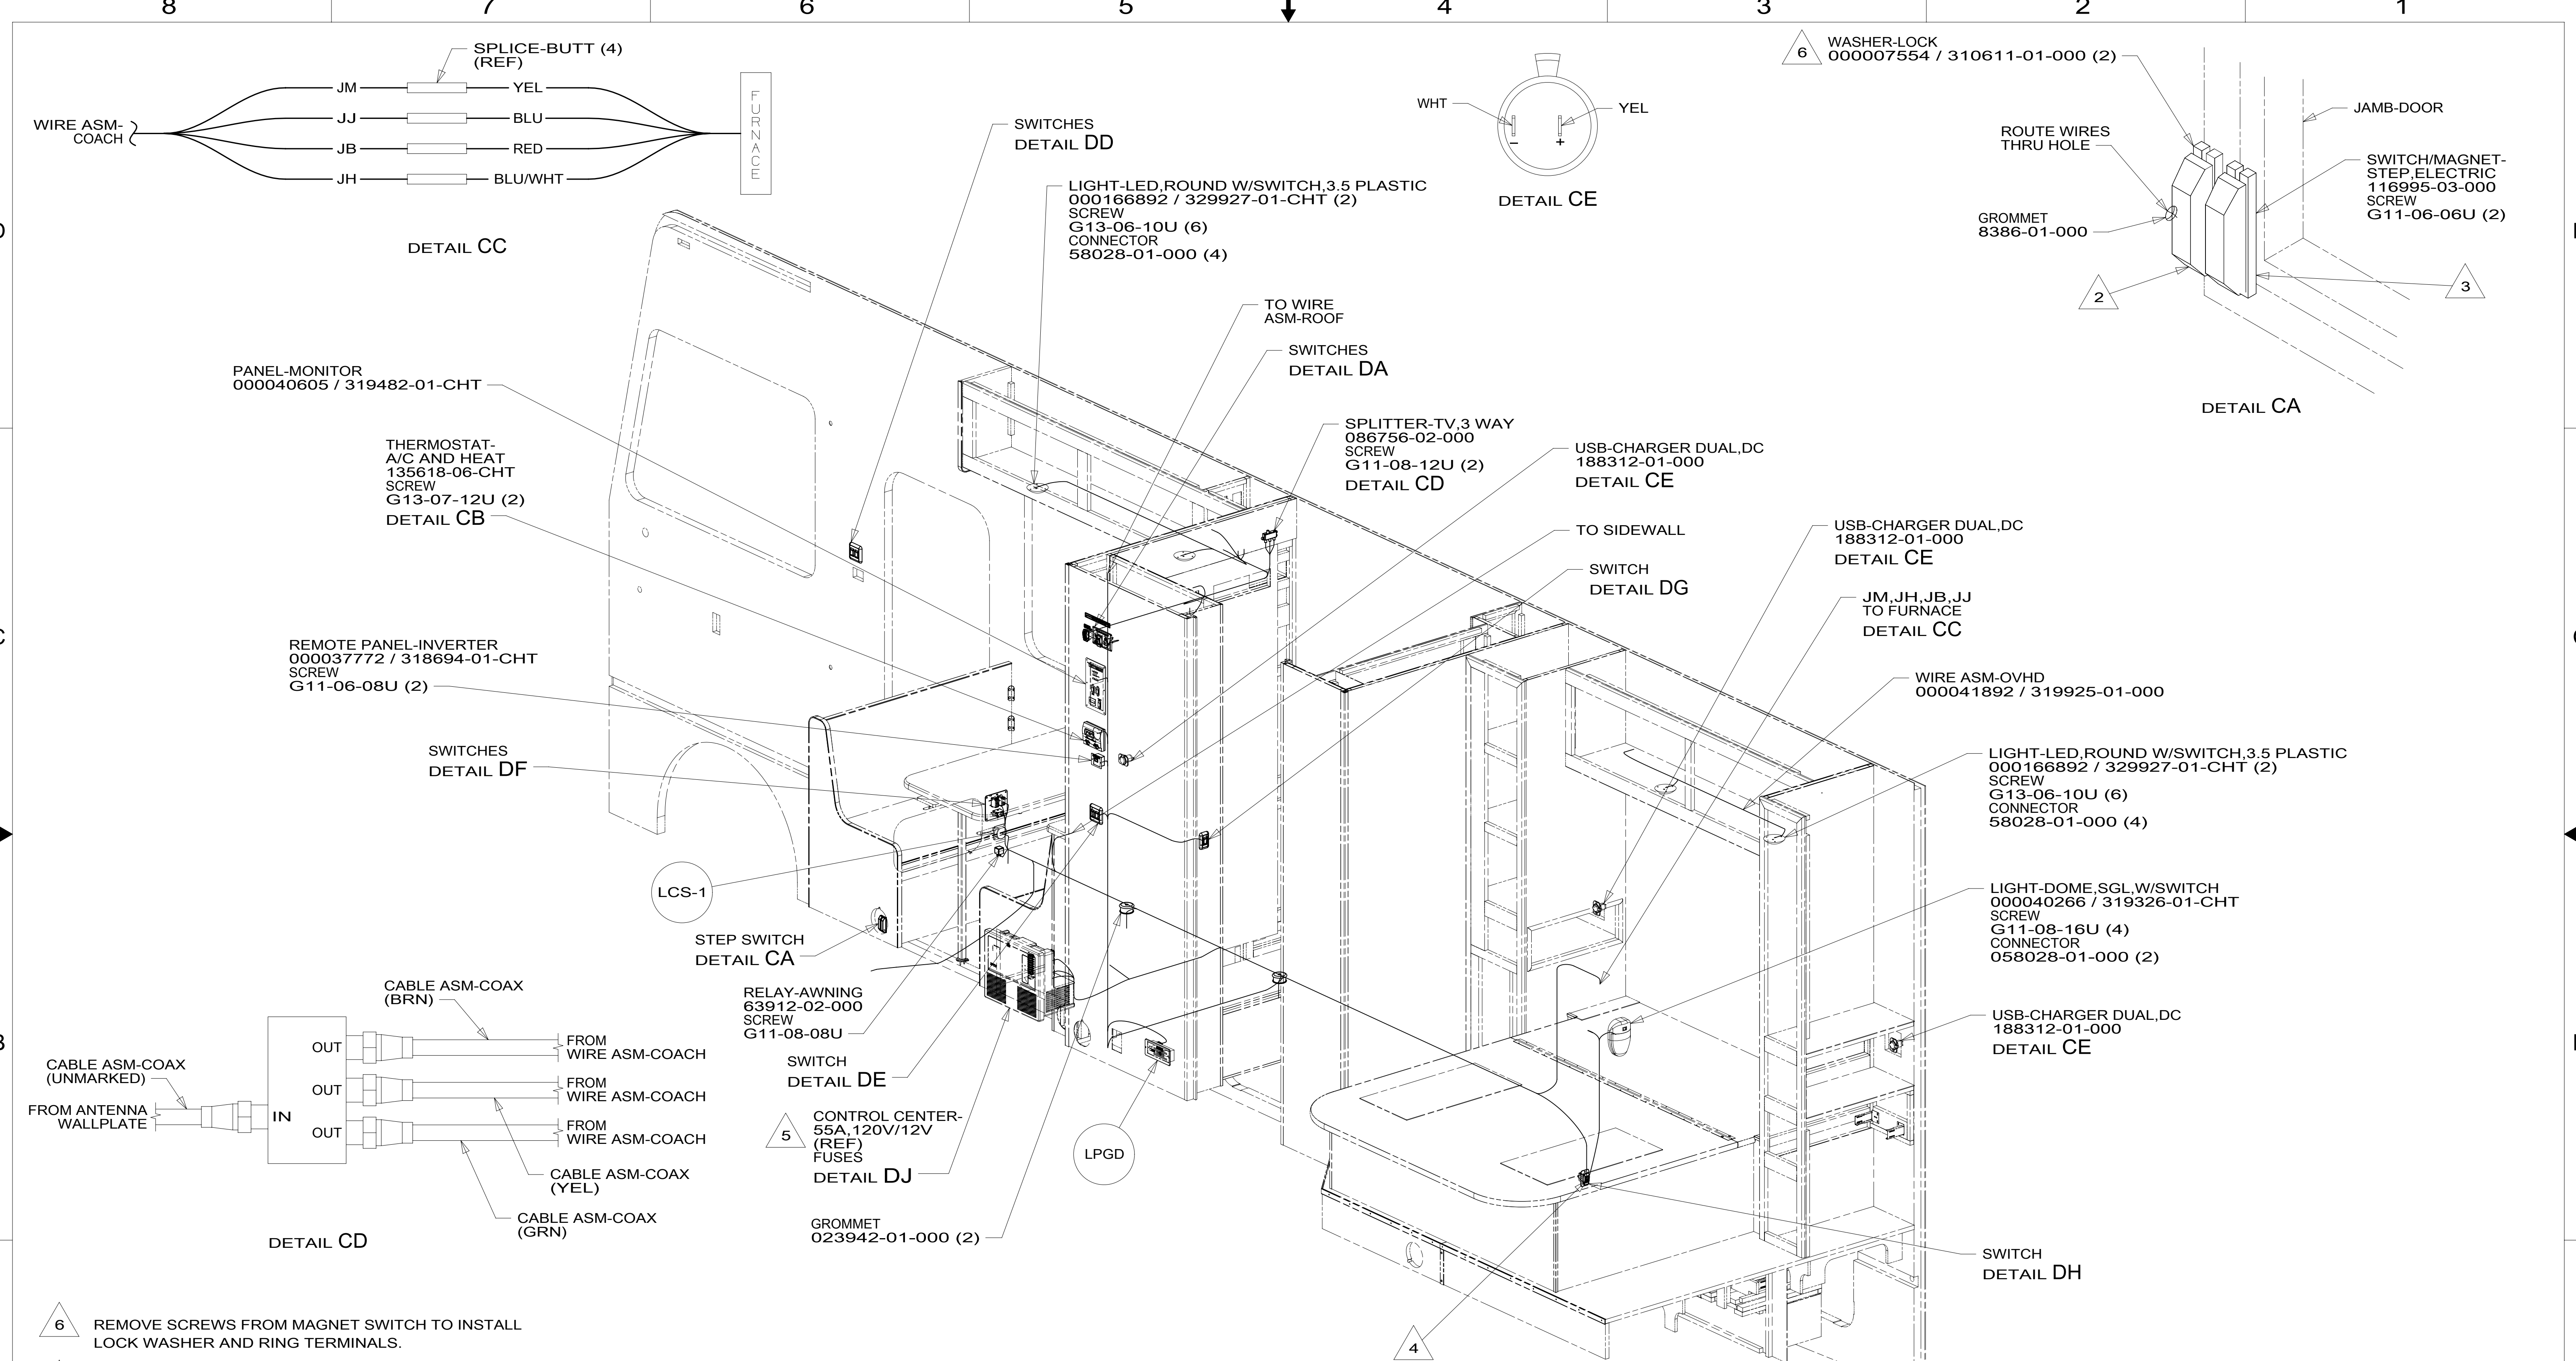 8 7 6 5 4 3 2 1
SPLICE-BUTT (4)
(REF)
JM YEL
JJ BLU
JB RED
JH BLU/WHT
WIRE ASM-
COACH
FURNACE
DETAIL CC
SWITCHES
DETAIL DD
LIGHT-LED,ROUND W/SWITCH,3.5 PLASTIC
000166892 / 329927-01-CHT (2)
SCREW
G13-06-10U (6)
CONNECTOR
58028-01-000 (4)
WHT
YEL
-
+
DETAIL CE
6
WASHER-LOCK
000007554 / 310611-01-000 (2)
JAMB-DOOR
ROUTE WIRES
THRU HOLE
SWITCH/MAGNET-
STEP,ELECTRIC
116995-03-000
SCREW
G11-06-06U (2)
GROMMET
8386-01-000
2
3
DETAIL CA
TO WIRE
ASM-ROOF
SWITCHES
DETAIL DA
PANEL-MONITOR
000040605 / 319482-01-CHT
THERMOSTAT-
A/C AND HEAT
135618-06-CHT
SCREW
G13-07-12U (2)
DETAIL CB
SPLITTER-TV,3 WAY
086756-02-000
SCREW
G11-08-12U (2)
DETAIL CD
USB-CHARGER DUAL,DC
188312-01-000
DETAIL CE
TO SIDEWALL
SWITCH
DETAIL DG
USB-CHARGER DUAL,DC
188312-01-000
DETAIL CE
JM,JH,JB,JJ
TO FURNACE
DETAIL CC
REMOTE PANEL-INVERTER
000037772 / 318694-01-CHT
SCREW
G11-06-08U (2)
WIRE ASM-OVHD
000041892 / 319925-01-000
SWITCHES
DETAIL DF
LIGHT-LED,ROUND W/SWITCH,3.5 PLASTIC
000166892 / 329927-01-CHT (2)
SCREW
G13-06-10U (6)
CONNECTOR
58028-01-000 (4)
LCS-1
LIGHT-DOME,SGL,W/SWITCH
000040266 / 319326-01-CHT
SCREW
G11-08-16U (4)
CONNECTOR
058028-01-000 (2)
STEP SWITCH
DETAIL CA
RELAY-AWNING
63912-02-000
SCREW
G11-08-08U
USB-CHARGER DUAL,DC
188312-01-000
DETAIL CE
SWITCH
DETAIL DE
5
CONTROL CENTER-
55A,120V/12V
(REF)
FUSES
DETAIL DJ
LPGD
GROMMET
023942-01-000 (2)
SWITCH
DETAIL DH
4
CABLE ASM-COAX
(BRN)
CABLE ASM-COAX
(UNMARKED)
FROM ANTENNA
WALLPLATE
IN
OUT
FROM
WIRE ASM-COACH
OUT
FROM
WIRE ASM-COACH
OUT
FROM
WIRE ASM-COACH
CABLE ASM-COAX
(YEL)
CABLE ASM-COAX
(GRN)
DETAIL CD
6
REMOVE SCREWS FROM MAGNET SWITCH TO INSTALL
LOCK WASHER AND RING TERMINALS.